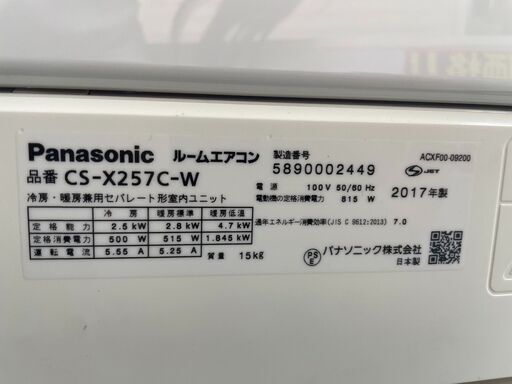 Panasonic ルームエアコン
品番 CS-X257C-W
冷房・暖房兼用セパレート形室内ユニット
製造番号
5890002449
ACXF00-09200
JET
電源 100V 50/60 Hz
電動機の定格消費電力 815 W
2017年製
冷房 暖房標準 暖房低温
定格能力 2.5 kW 2.8 kW 4.7 kW
定格消費電力 500 W 515 W 1.845 kW
運転電流 5.55 A 5.25 A
質量 15kg
通年エネルギー消費効率(JIS C 9612:2013) 7.0
PSE
パナソニック株式会社
日本製